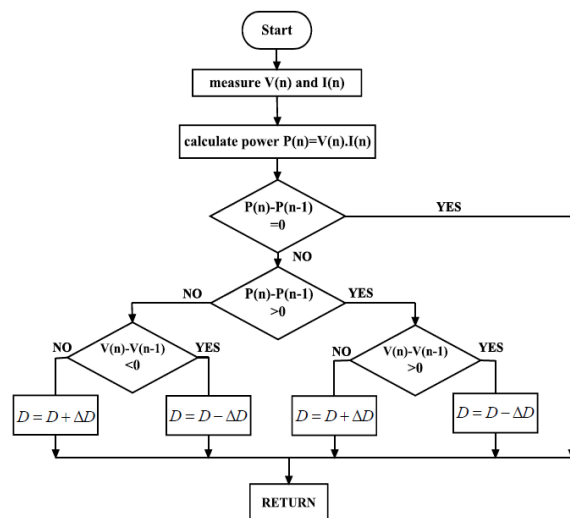 Start
measure V(n) and I(n)
calculate power P(n)=V(n).I(n)
P(n)-P(n-1)
=0
YES
NO
P(n)-P(n-1)
>0
NO
YES
V(n)-V(n-1)
<0
NO
YES
V(n)-V(n-1)
>0
NO
YES
D = D + ΔD
D = D − ΔD
D = D + ΔD
D = D − ΔD
RETURN